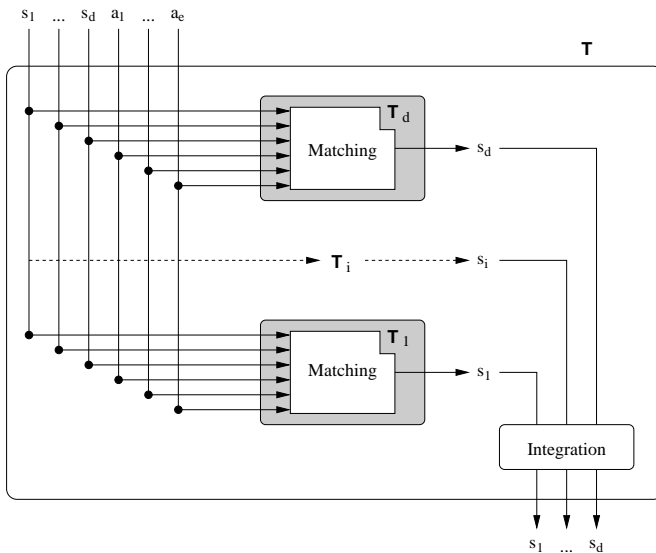 s1 ... sd a1 ... ae
T
Td
Matching
sd
Ti
si
T1
Matching
s1
Integration
s1 ... sd